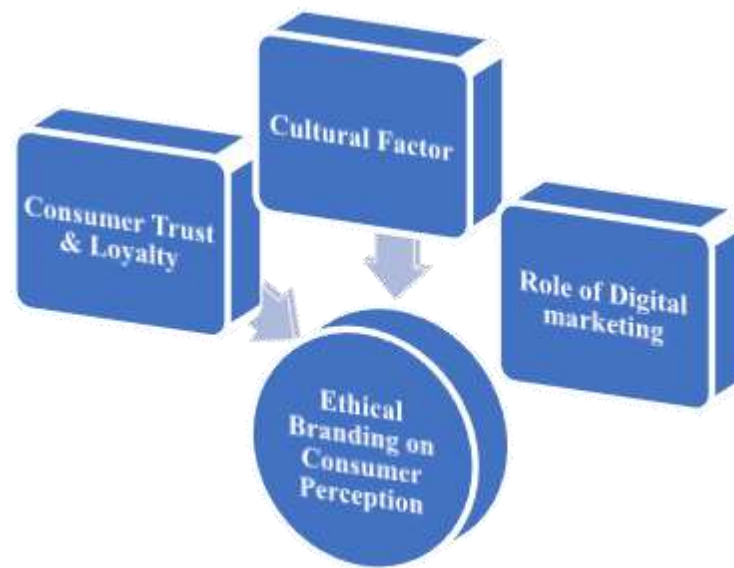 Cultural Factor
Consumer Trust
& Loyalty
Role of Digital
marketing
Ethical
Branding on
Consumer
Perception